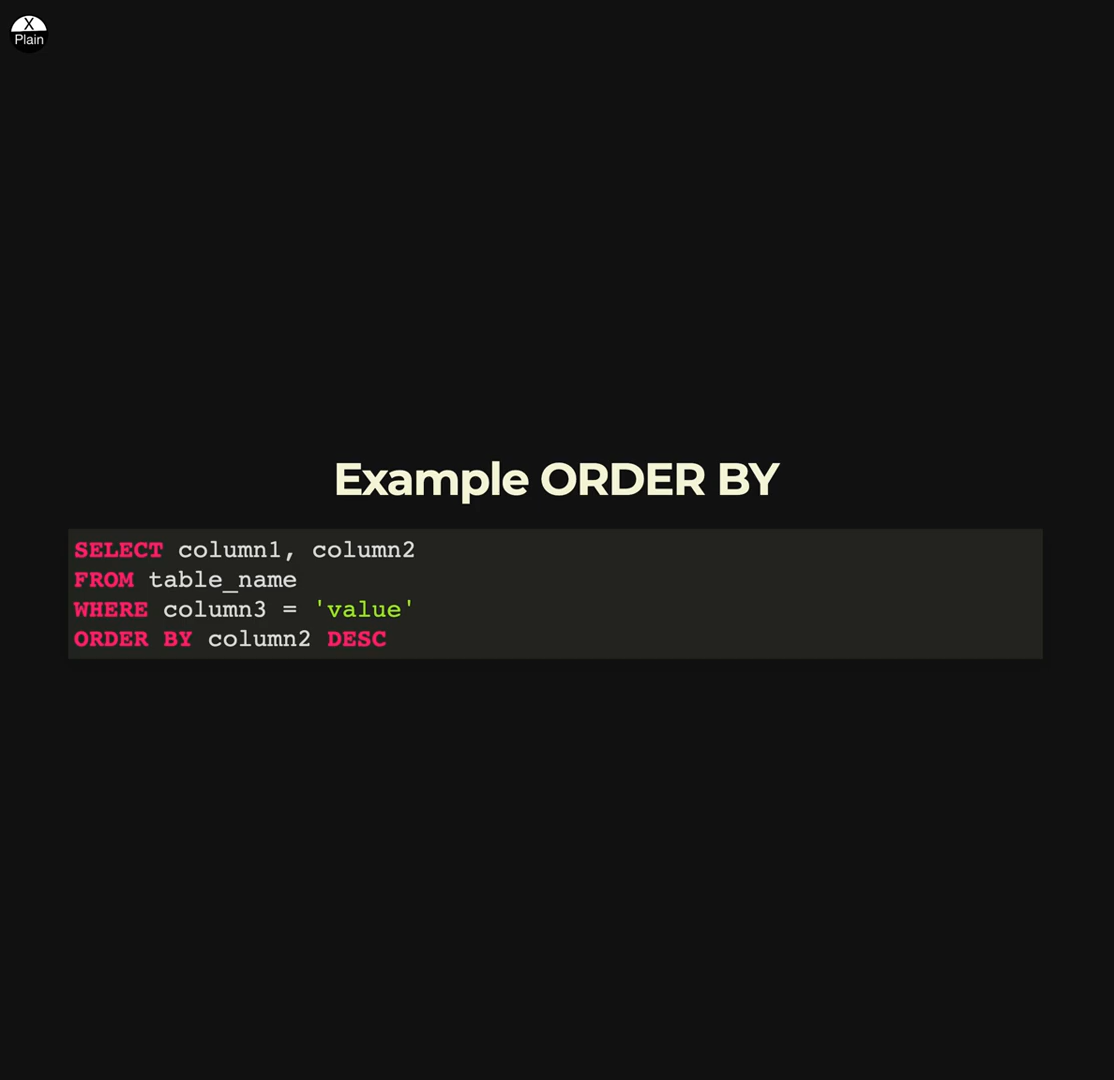 X
Plain
Example ORDER BY
SELECT column1, column2
FROM table_name
WHERE column3 = 'value'
ORDER BY column2 DESC